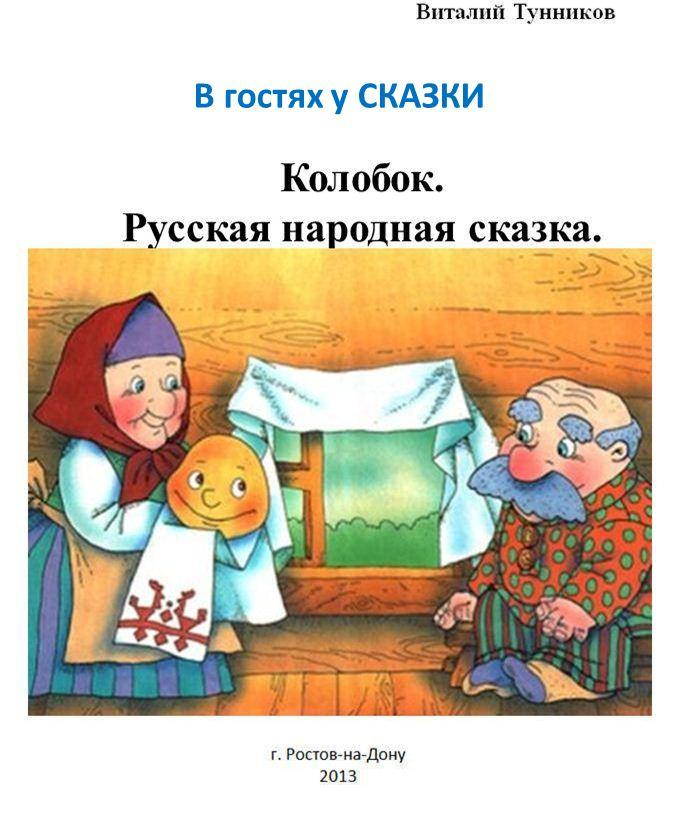 Виталий Тунников
В гостях у СКАЗКИ
Колобок.
Русская народная сказка.
г. Ростов-на-Дону
2013